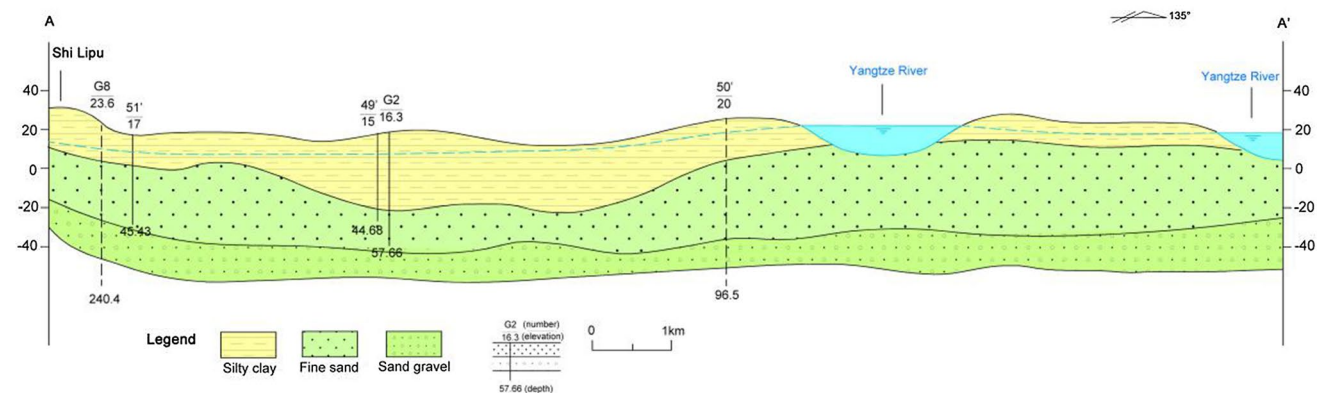 A
A'
135°
Shi Lipu
G8
23.6
51'
17
49'
15
G2
16.3
50'
20
Yangtze River
Yangtze River
40
20
0
-20
-40
40
20
0
-20
-40
45.43
44.68
57.66
240.4
96.5
Legend
Silty clay
Fine sand
Sand gravel
G2 (number)
16.3 (elevation)
57.66 (depth)
0 1km